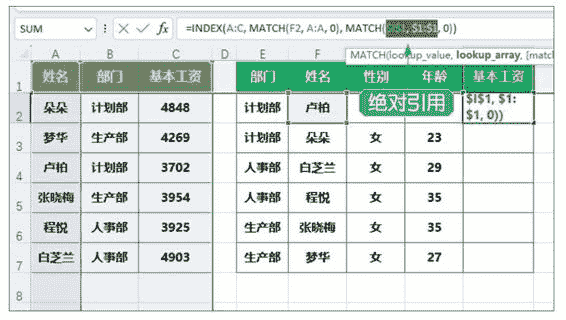 SUM
=INDEX(A:C, MATCH(F2, A:A, 0), MATCH($I$1, $1:$1, 0))
MATCH(lookup_value, lookup_array, [match
A B C D E F G H I
1 姓名 部门 基本工资 部门 姓名 性别 年龄 基本工资
2 朵朵 计划部 4848 计划部 卢柏 绝对引用 $I$1, $1:
$1, 0))
3 梦华 生产部 4269 计划部 朵朵 女 23
4 卢柏 计划部 3702 人事部 白芝兰 女 29
5 张晓梅 生产部 3954 人事部 程悦 女 35
6 程悦 人事部 3925 生产部 张晓梅 女 35
7 白芝兰 人事部 4903 生产部 梦华 女 27
8